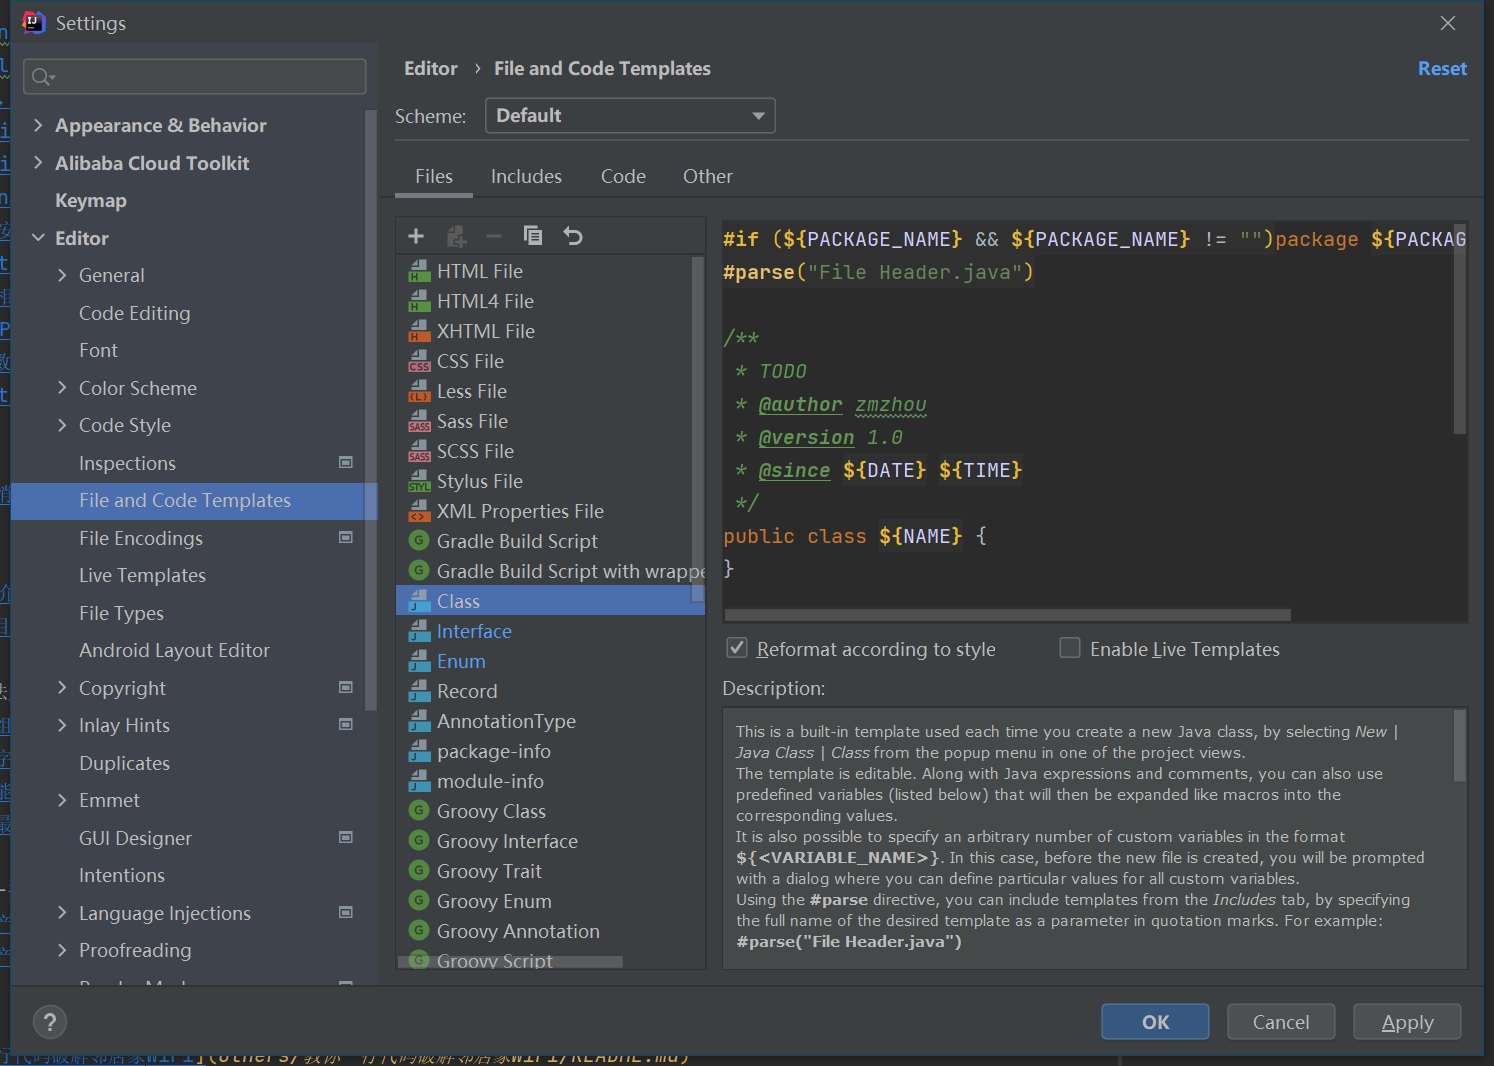 Settings
Editor › File and Code Templates
Reset
Scheme: Default
Appearance & Behavior
Alibaba Cloud Toolkit
Keymap
Editor
General
Code Editing
Font
Color Scheme
Code Style
Inspections
File and Code Templates
File Encodings
Live Templates
File Types
Android Layout Editor
Copyright
Inlay Hints
Duplicates
Emmet
GUI Designer
Intentions
Language Injections
Proofreading
Files Includes Code Other
HTML File
HTML4 File
XHTML File
CSS File
Less File
Sass File
SCSS File
Stylus File
XML Properties File
Gradle Build Script
Gradle Build Script with wrappe
Class
Interface
Enum
Record
AnnotationType
package-info
module-info
Groovy Class
Groovy Interface
Groovy Trait
Groovy Enum
Groovy Annotation
Groovy Script
#if (${PACKAGE_NAME} && ${PACKAGE_NAME} != "")package ${PACKAG
#parse("File Header.java")
/**
* TODO
* @author zmzhou
* @version 1.0
* @since ${DATE} ${TIME}
*/
public class ${NAME} {
}
Reformat according to style
Enable Live Templates
Description:
This is a built-in template used each time you create a new Java class, by selecting New |
Java Class | Class from the popup menu in one of the project views.
The template is editable. Along with Java expressions and comments, you can also use
predefined variables (listed below) that will then be expanded like macros into the
corresponding values.
It is also possible to specify an arbitrary number of custom variables in the format
${<VARIABLE_NAME>}. In this case, before the new file is created, you will be prompted
with a dialog where you can define particular values for all custom variables.
Using the #parse directive, you can include templates from the Includes tab, by specifying
the full name of the desired template as a parameter in quotation marks. For example:
#parse("File Header.java")
?
OK
Cancel
Apply